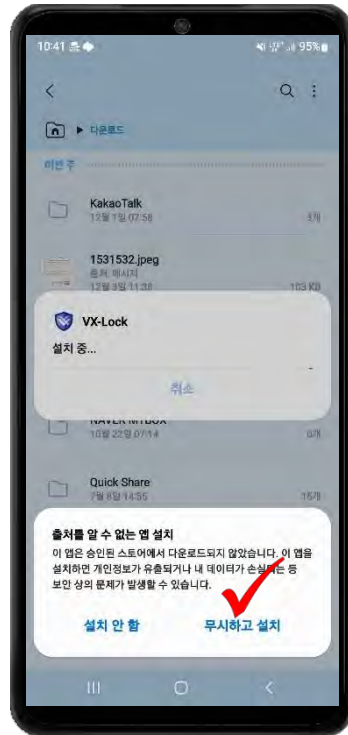 10:41
95%
다운로드
이번 주
KakaoTalk
12월 1일 07:58
1531532.jpeg
출처: 메시지
12월 3일 11:38 103 KB
VX-Lock
설치 중...
취소
10월 22일 07:14
Quick Share
7월 8일 14:55
출처를 알 수 없는 앱 설치
이 앱은 승인된 스토어에서 다운로드되지 않았습니다. 이 앱을
설치하면 개인정보가 유출되거나 내 데이터가 손실되는 등
보안 상의 문제가 발생할 수 있습니다.
설치 안 함 무시하고 설치